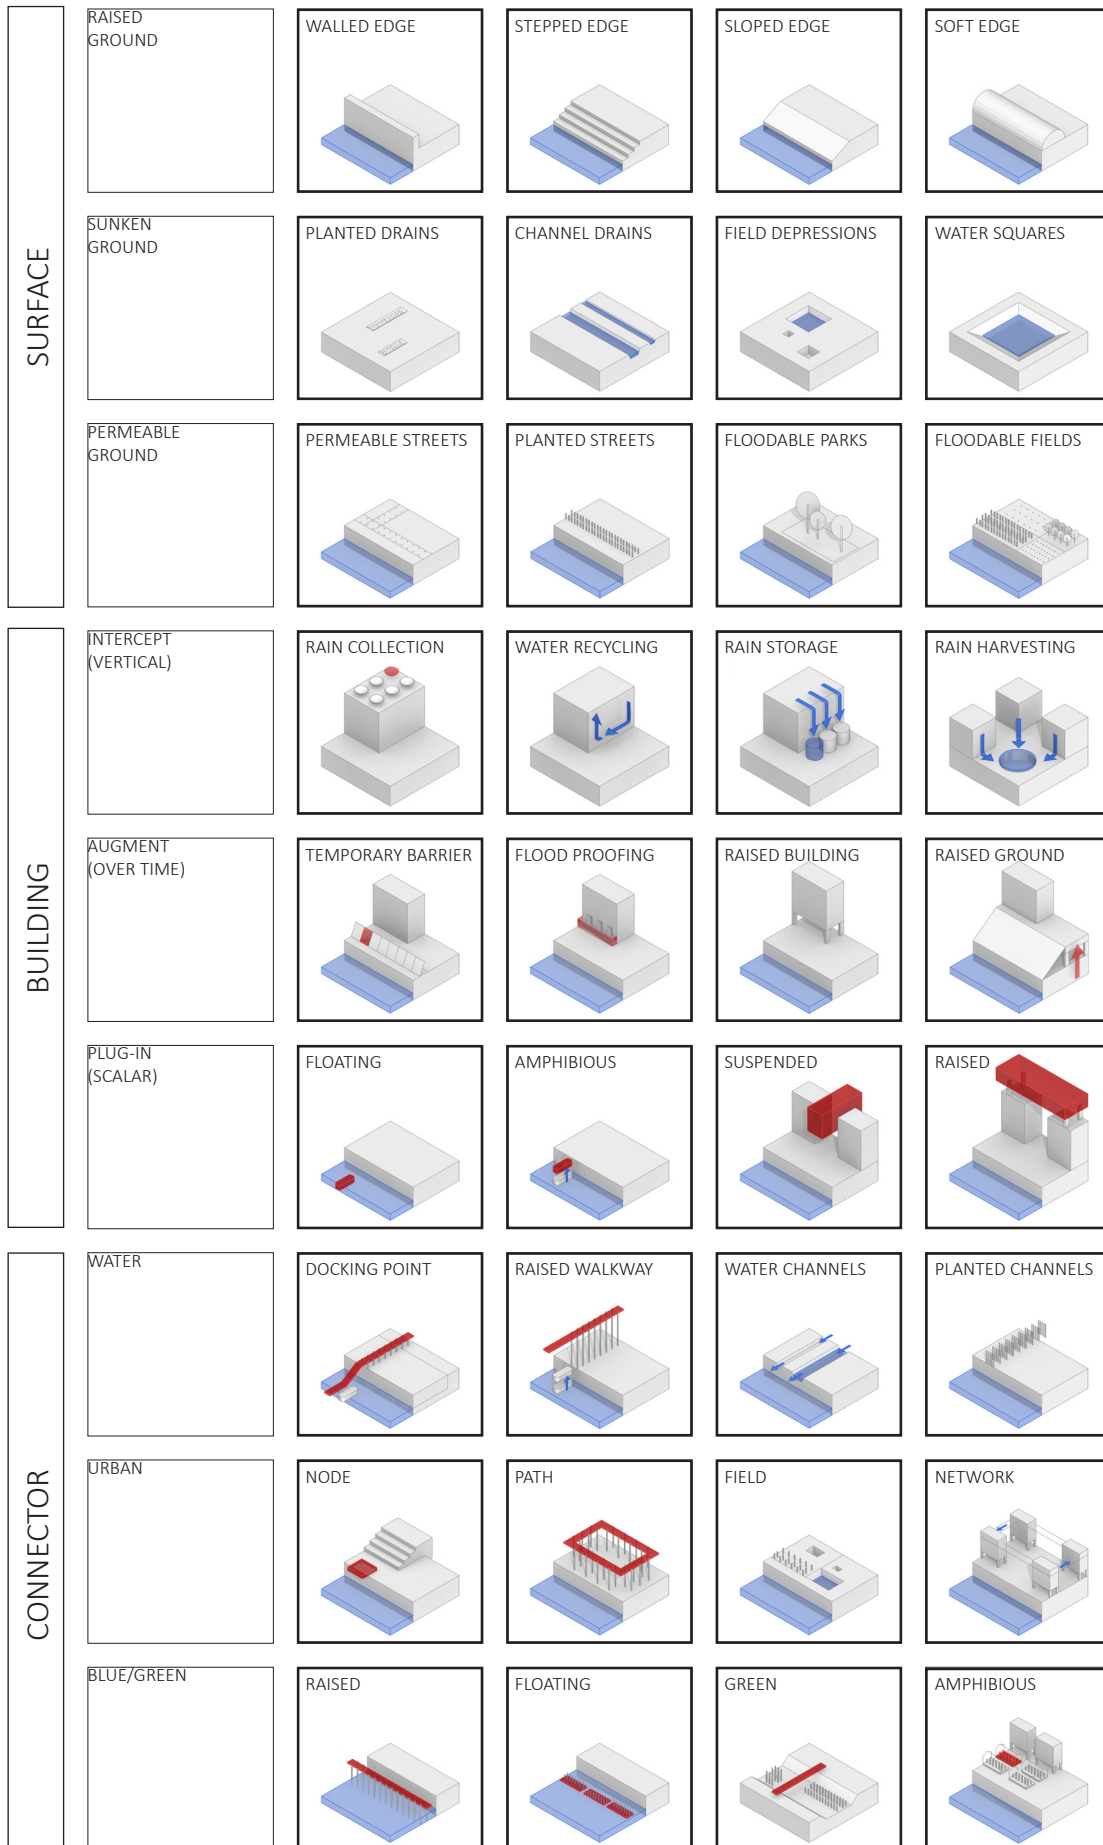 SURFACE
RAISED
GROUND
WALLED EDGE
STEPPED EDGE
SLOPED EDGE
SOFT EDGE
SUNKEN
GROUND
PLANTED DRAINS
CHANNEL DRAINS
FIELD DEPRESSIONS
WATER SQUARES
PERMEABLE
GROUND
PERMEABLE STREETS
PLANTED STREETS
FLOODABLE PARKS
FLOODABLE FIELDS
BUILDING
INTERCEPT
(VERTICAL)
RAIN COLLECTION
WATER RECYCLING
RAIN STORAGE
RAIN HARVESTING
AUGMENT
(OVER TIME)
TEMPORARY BARRIER
FLOOD PROOFING
RAISED BUILDING
RAISED GROUND
PLUG-IN
(SCALAR)
FLOATING
AMPHIBIOUS
SUSPENDED
RAISED
CONNECTOR
WATER
DOCKING POINT
RAISED WALKWAY
WATER CHANNELS
PLANTED CHANNELS
URBAN
NODE
PATH
FIELD
NETWORK
BLUE/GREEN
RAISED
FLOATING
GREEN
AMPHIBIOUS